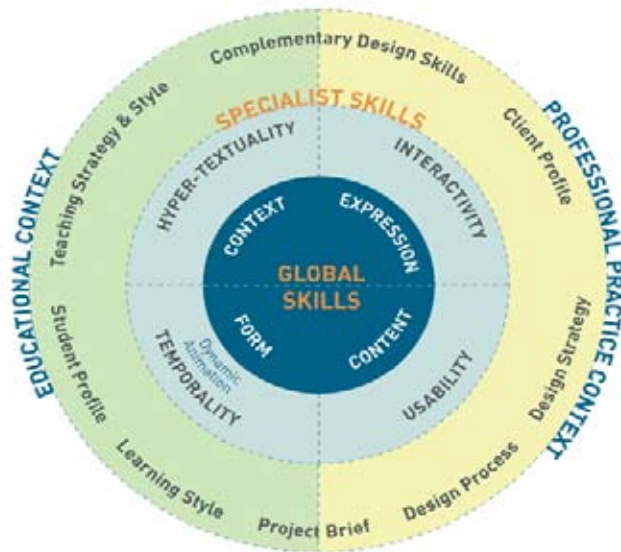 Complementary Design Skills
Teaching Strategy & Style
SPECIALIST SKILLS
Client Profile
EDUCATIONAL CONTEXT
PROFESSIONAL PRACTICE CONTEXT
HYPER-TEXTUALITY
INTERACTIVITY
CONTEXT
EXPRESSION
GLOBAL
SKILLS
FORM
CONTENT
Dynamic
Animation
TEMPORALITY
USABILITY
Student Profile
Design Strategy
Learning Style
Design Process
Project Brief